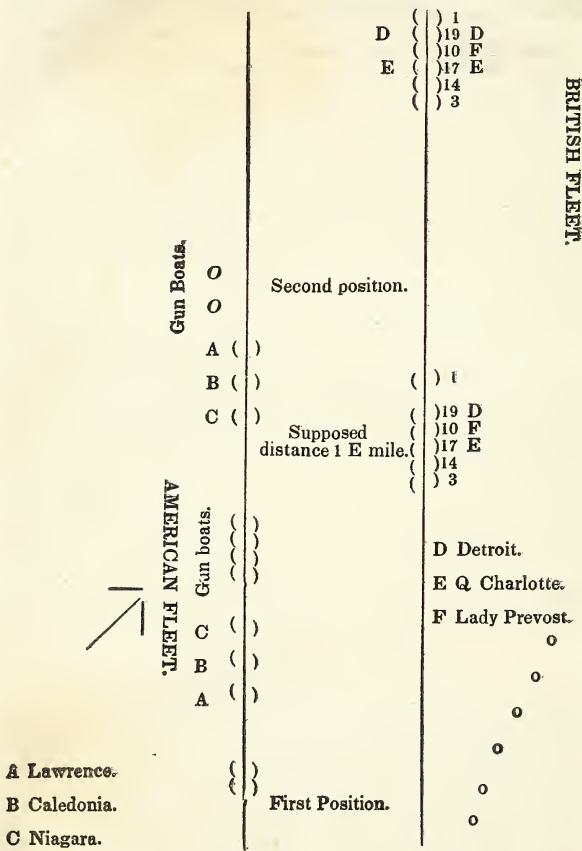 ( ) 1
D ( )19 D
( )10 F
E ( )17 E
( )14
( ) 3
BRITISH FLEET.
Gun Boats.
O
O
Second position.
A ( )
B ( ) ( ) 1
C ( ) ( )19 D
Supposed ( )10 F
distance 1 E mile. ( )17 E
( )14
( ) 3
AMERICAN FLEET.
Gun boats.
( )
( )
( )
( )
D Detroit.
E Q Charlotte.
F Lady Prevost.
C ( )
B ( )
A ( )
o
o
o
o
o
o
A Lawrence.
B Caledonia.
C Niagara.
( )
( )
First Position.